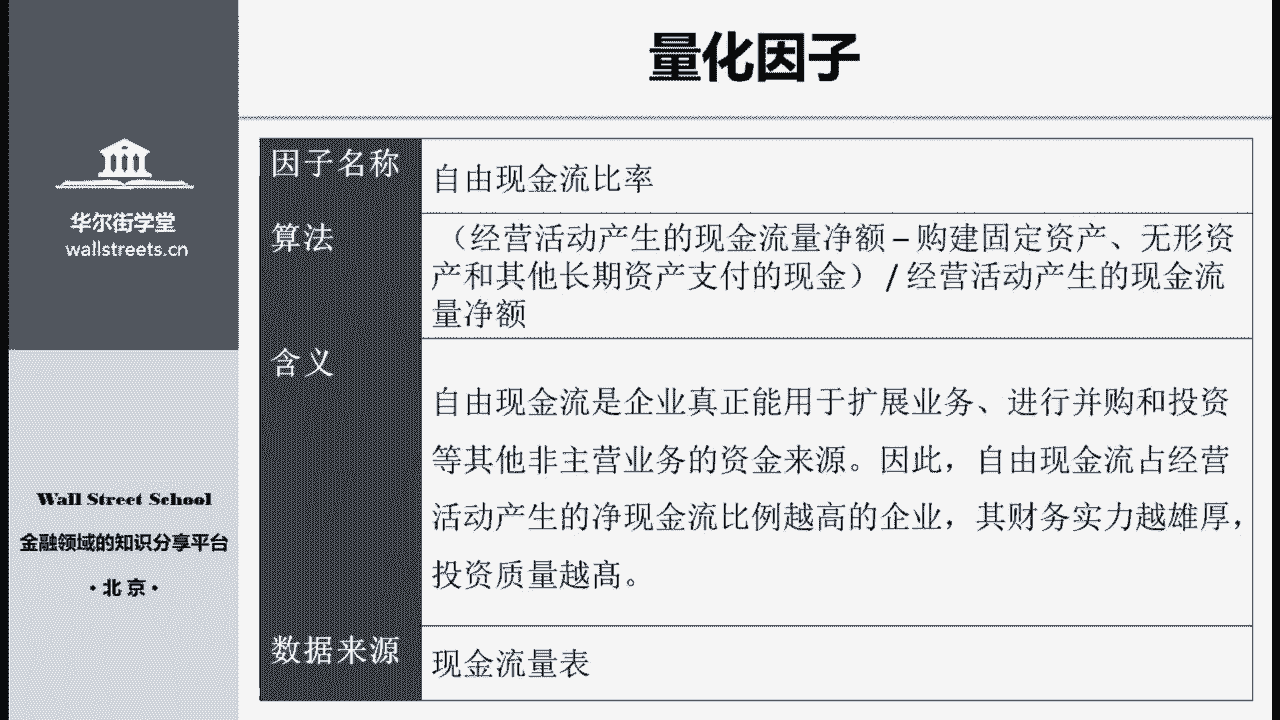 量化因子
华尔街学堂
wallstreets.cn
Wall Street School
金融领域的知识分享平台
·北京·
因子名称
自由现金流比率
算法
（经营活动产生的现金流量净额–购建固定资产、无形资
产和其他长期资产支付的现金）/经营活动产生的现金流
量净额
含义
自由现金流是企业真正能用于扩展业务、进行并购和投资
等其他非主营业务的资金来源。因此，自由现金流占经营
活动产生的净现金流比例越高的企业，其财务实力越雄厚，
投资质量越高。
数据来源
现金流量表